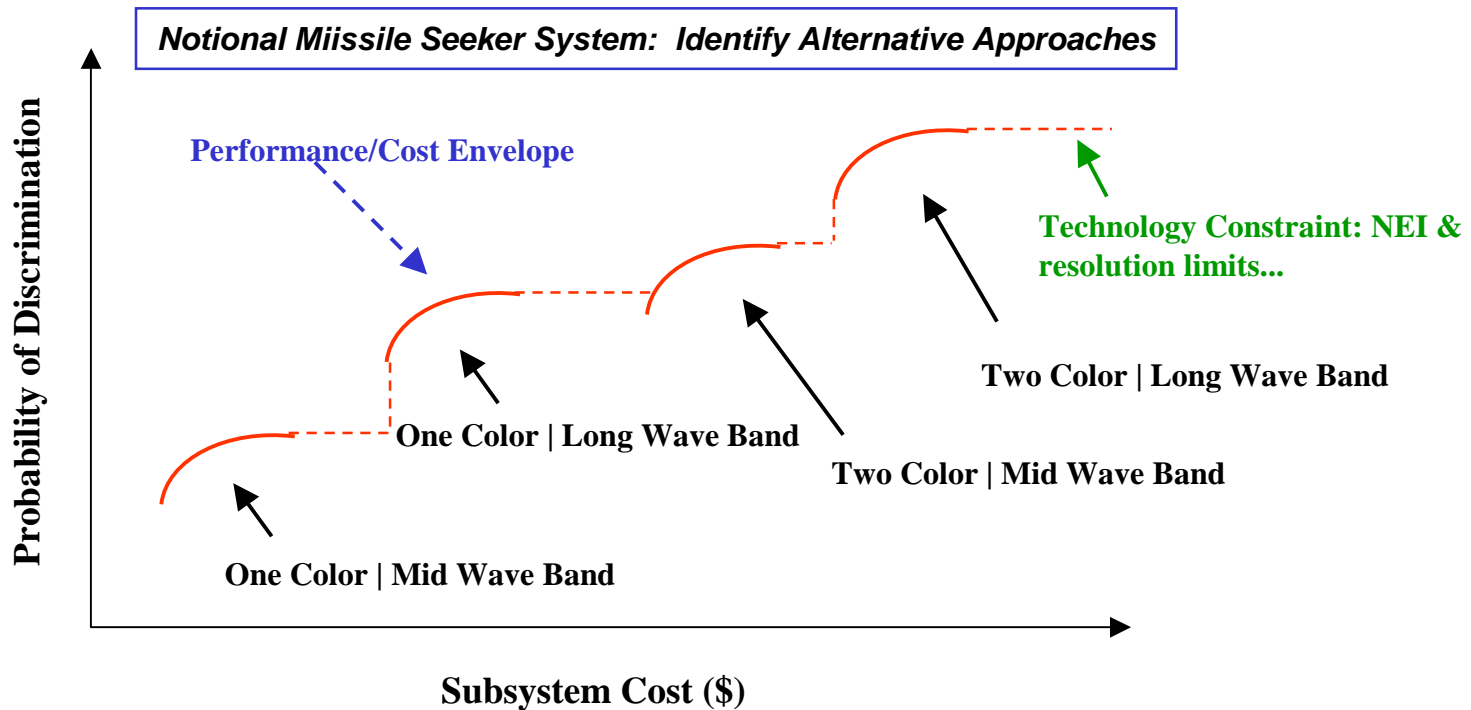 Notional Miissile Seeker System: Identify Alternative Approaches
Probability of Discrimination
Performance/Cost Envelope
Technology Constraint: NEI &
resolution limits...
Two Color | Long Wave Band
One Color | Long Wave Band
Two Color | Mid Wave Band
One Color | Mid Wave Band
Subsystem Cost ($)